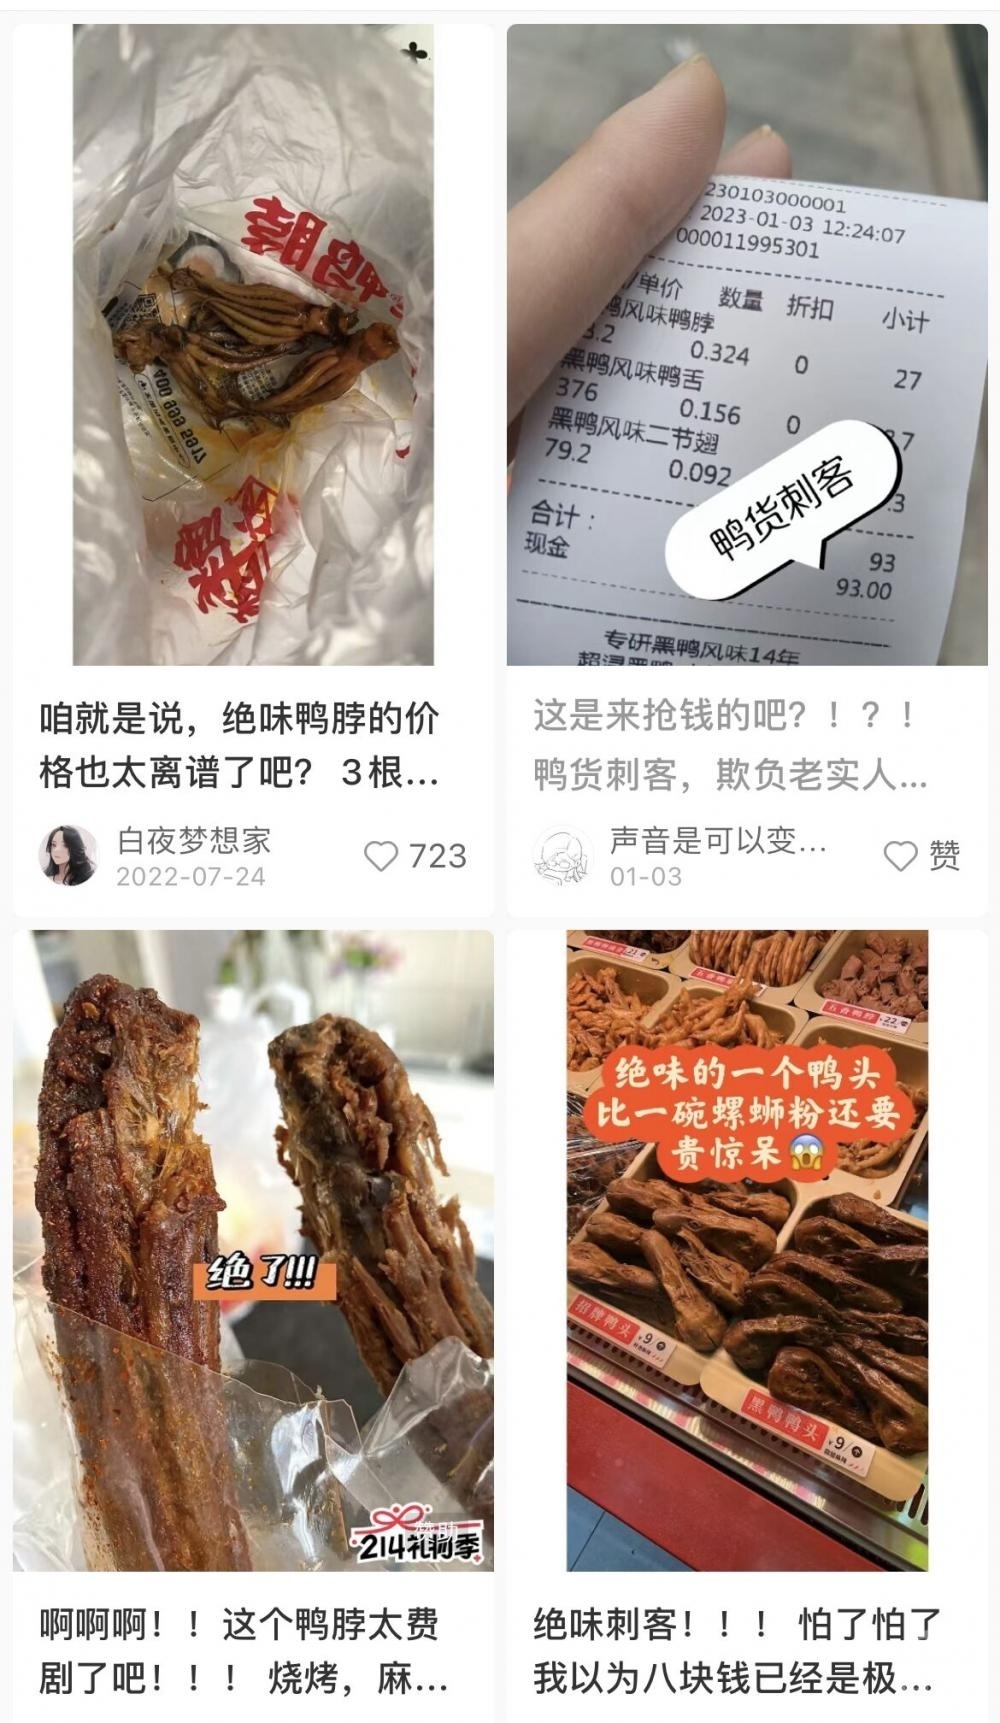 朝
400 999 5917
咱就是说，绝味鸭脖的价
格也太离谱了吧？ 3根...
白夜梦想家
2022-07-24
723
230103000001
2023-01-03 12:24:07
000011995301
/单价 数量 折扣 小计
鸭风味鸭脖
3.2 0.324 0 27
黑鸭风味鸭舌
376 0.156 0
黑鸭风味二节翅
79.2 0.092
合计： 93
现金 93.00
专研黑鸭风味14年
鸭货刺客
这是来抢钱的吧？！？！
鸭货刺客，欺负老实人...
声音是可以变...
01-03
赞
绝了!!!
赞助
214礼物季
啊啊啊！！这个鸭脖太费
剧了吧！！！ 烧烤，麻...
五香鸭脖 22
绝味的一个鸭头
比一碗螺蛳粉还要
贵惊呆😱
招牌鸭头 ¥9/个
黑鸭鸭头 ¥9/个
绝味刺客！！！ 怕了怕了
我以为八块钱已经是极...